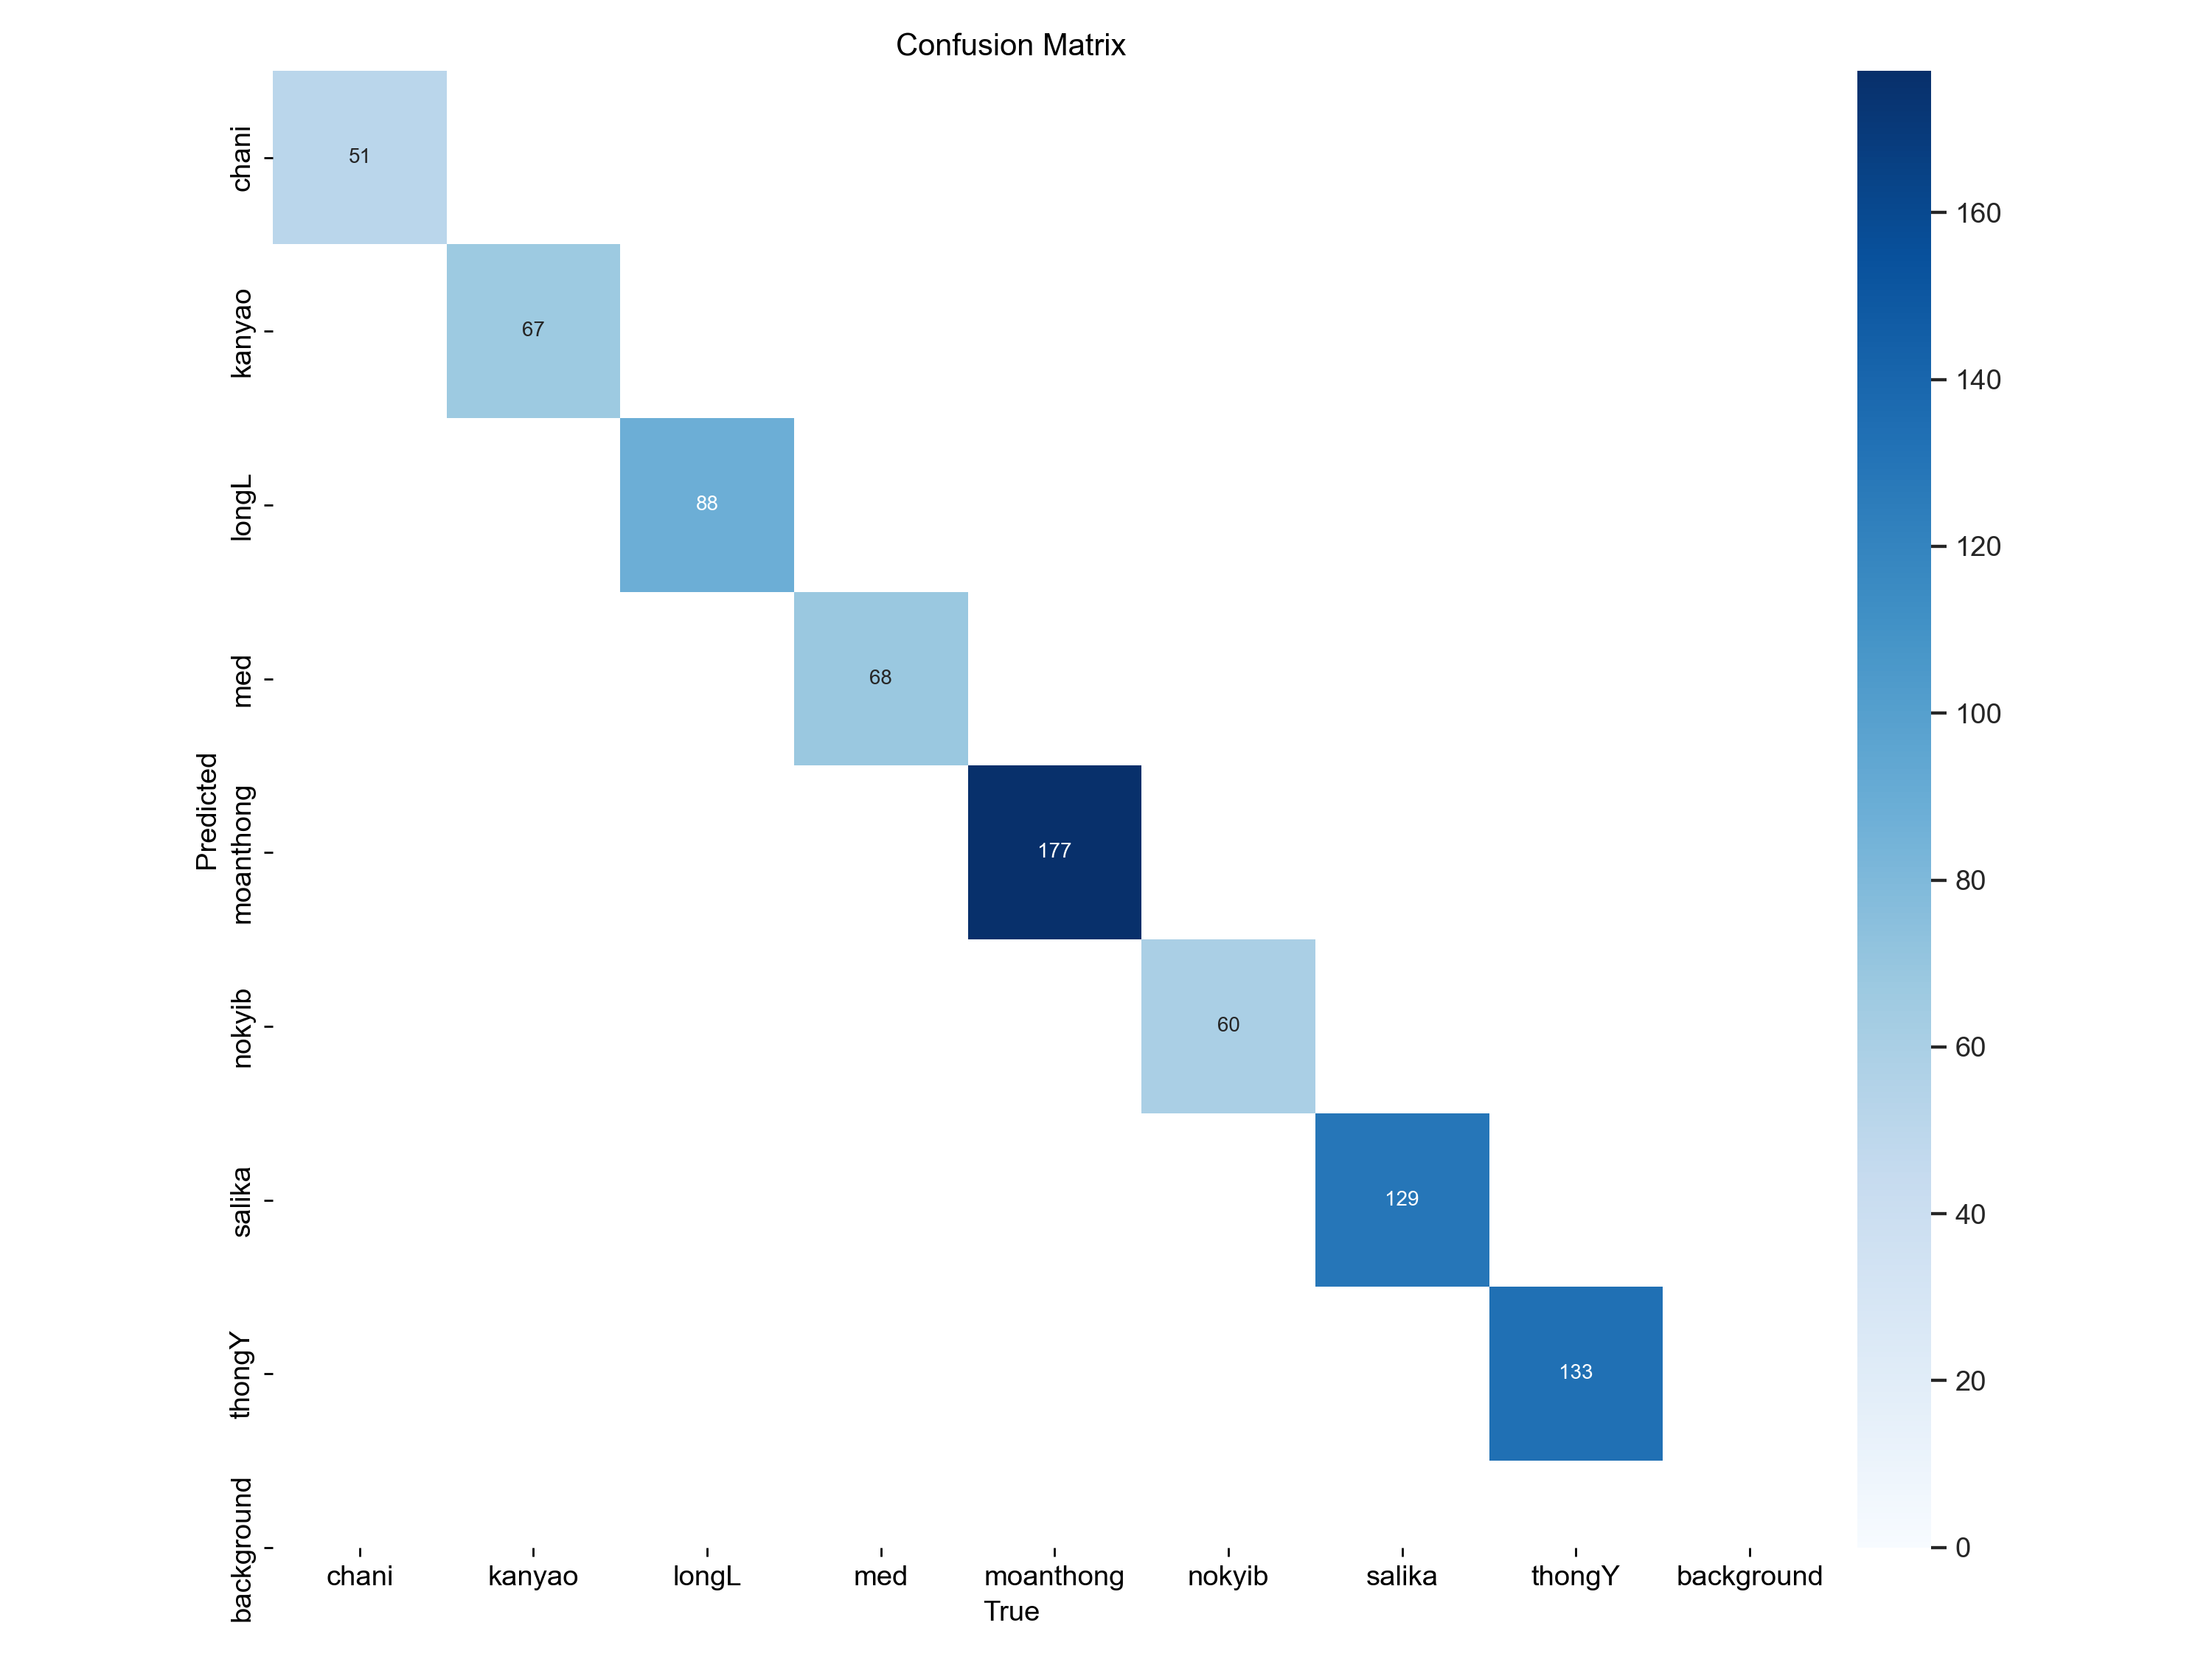 Confusion Matrix
chani
51
kanyao
67
longL
88
med
68
Predicted
moanthong
177
nokyib
60
salika
129
thongY
133
background
chani kanyao longL med moanthong nokyib salika thongY background
True
160
140
120
100
80
60
40
20
0